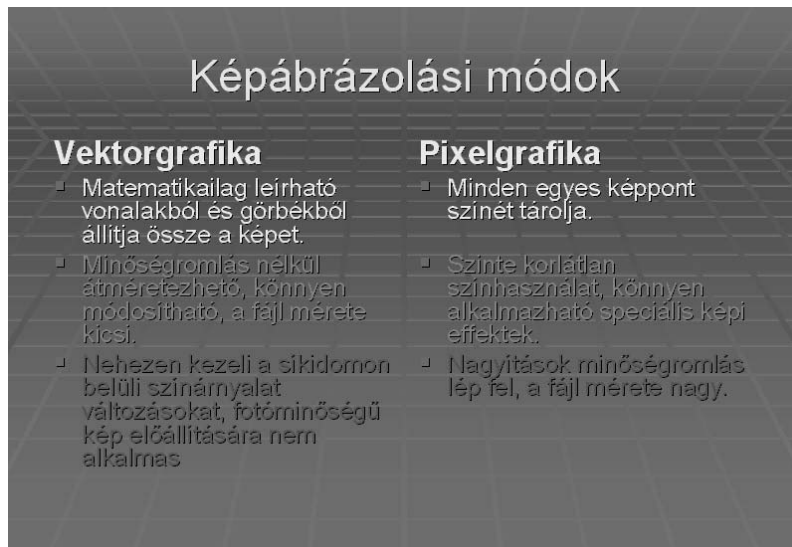 Képábrázolási módok
Vektorgrafika
▪ Matematikailag leírható
vonalakból és görbékből
állítja össze a képet.
▪ Minőségromlás nélkül
átméretezhető, könnyen
módosítható, a fájl mérete
kicsi.
▪ Nehezen kezeli a síkidomon
belüli színárnyalat
változásokat, fotóminőségű
kép előállítására nem
alkalmas
Pixelgrafika
▪ Minden egyes képpont
színét tárolja.
▪ Szinte korlátlan
színhasználat, könnyen
alkalmazható speciális képi
effektek.
▪ Nagyítások minőségromlás
lép fel, a fájl mérete nagy.